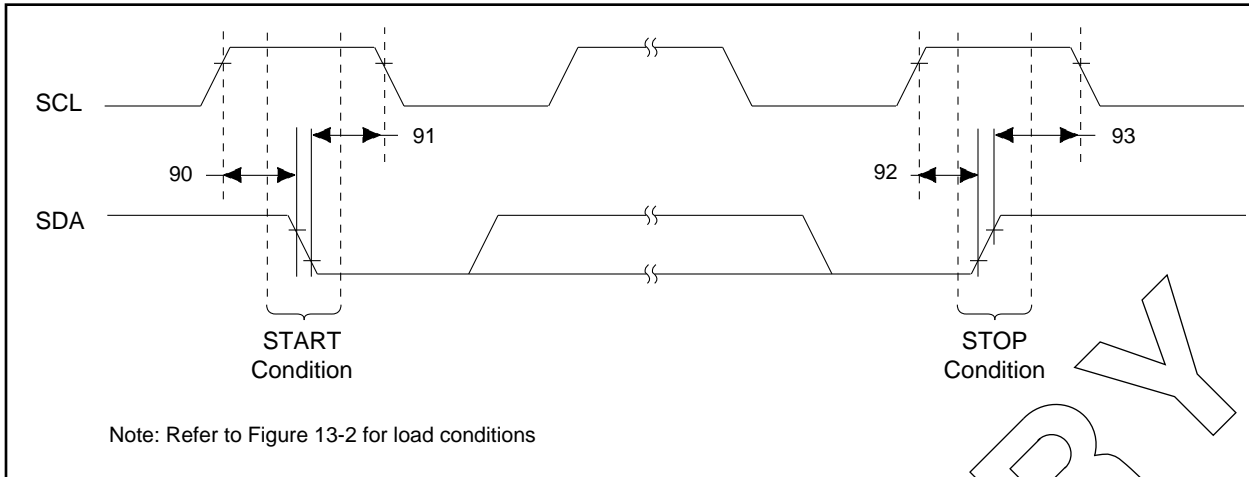 SCL
91
93
90
92
SDA
START
Condition
STOP
Condition
Note: Refer to Figure 13-2 for load conditions
R Y